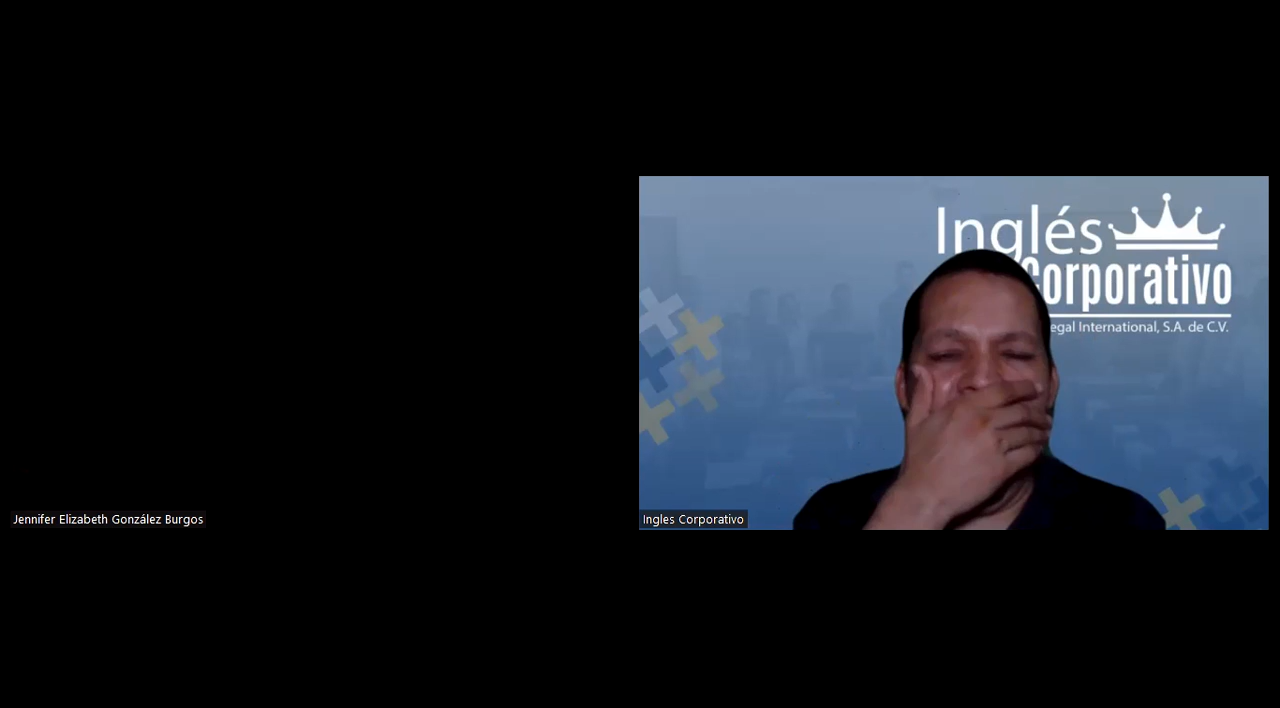 Inglés
Corporativo
egal International, S.A. de C.V.
Jennifer Elizabeth González Burgos
Ingles Corporativo